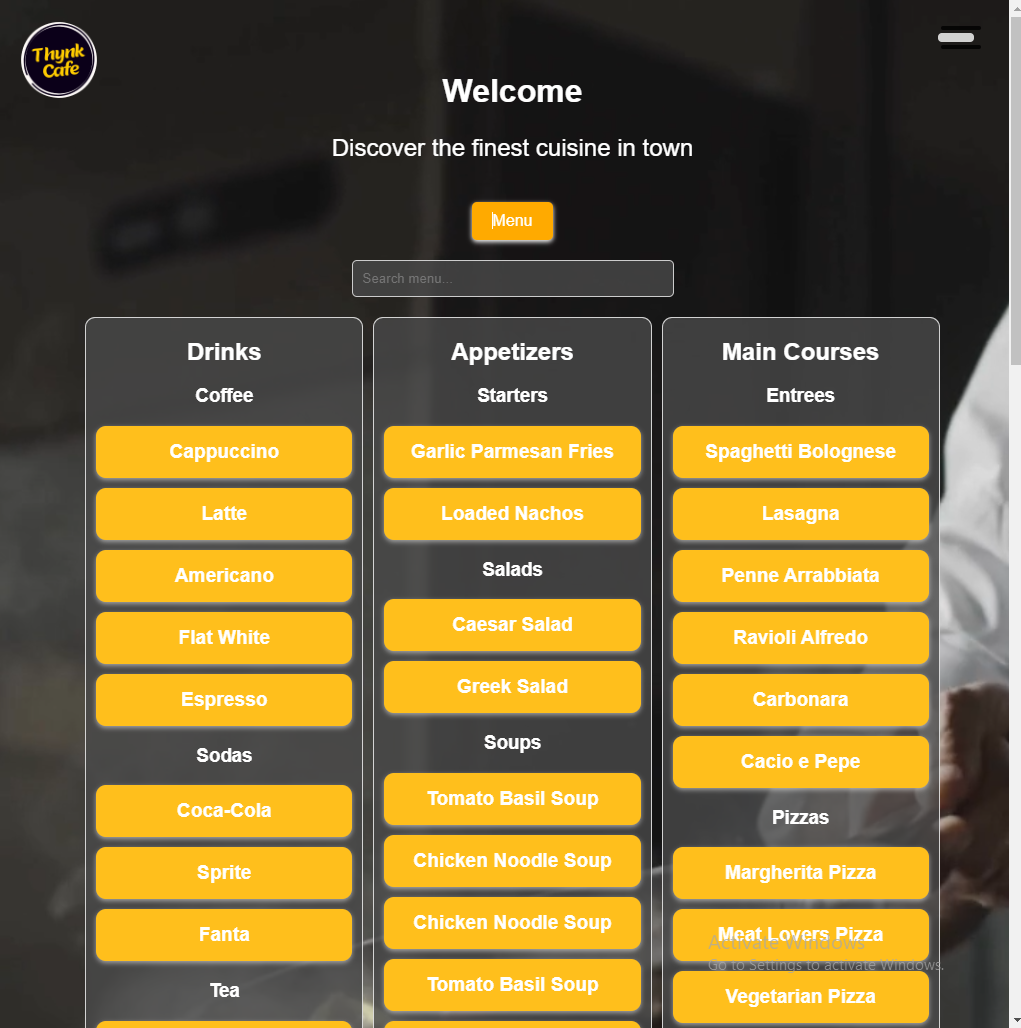 Thynk
Cafe
Welcome
Discover the finest cuisine in town
Menu
Search menu...
Drinks
Coffee
Cappuccino
Latte
Americano
Flat White
Espresso
Sodas
Coca-Cola
Sprite
Fanta
Tea
Appetizers
Starters
Garlic Parmesan Fries
Loaded Nachos
Salads
Caesar Salad
Greek Salad
Soups
Tomato Basil Soup
Chicken Noodle Soup
Chicken Noodle Soup
Tomato Basil Soup
Main Courses
Entrees
Spaghetti Bolognese
Lasagna
Penne Arrabbiata
Ravioli Alfredo
Carbonara
Cacio e Pepe
Pizzas
Margherita Pizza
Meat Lovers Pizza
Vegetarian Pizza
Activate Windows
Go to Settings to activate Windows.